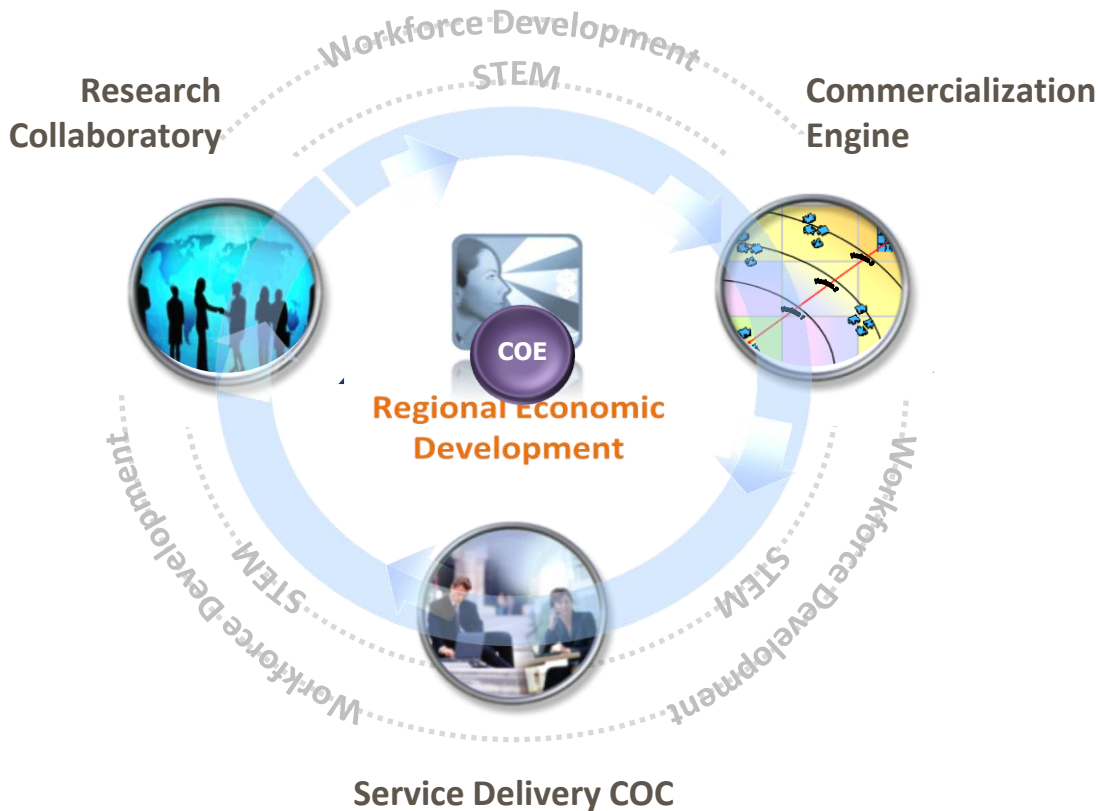 Workforce Development
STEM
Research
Collaboratory
Commercialization
Engine
COE
Regional Economic
Development
Workforce Development
STEM
STEM
Workforce Development
Service Delivery COC